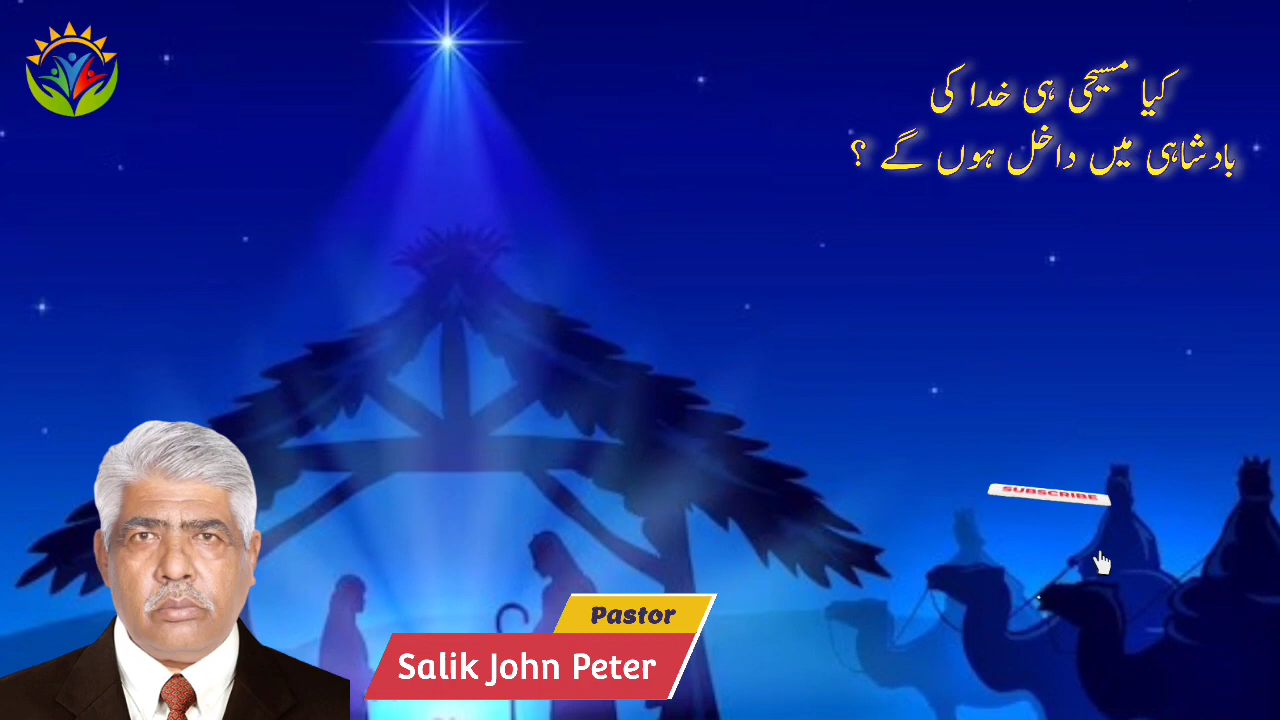 کیا مسیحی ہی خدا کی
بادشاہی میں داخل ہوں گے ؟
SUBSCRIBE
Pastor
Salik John Peter